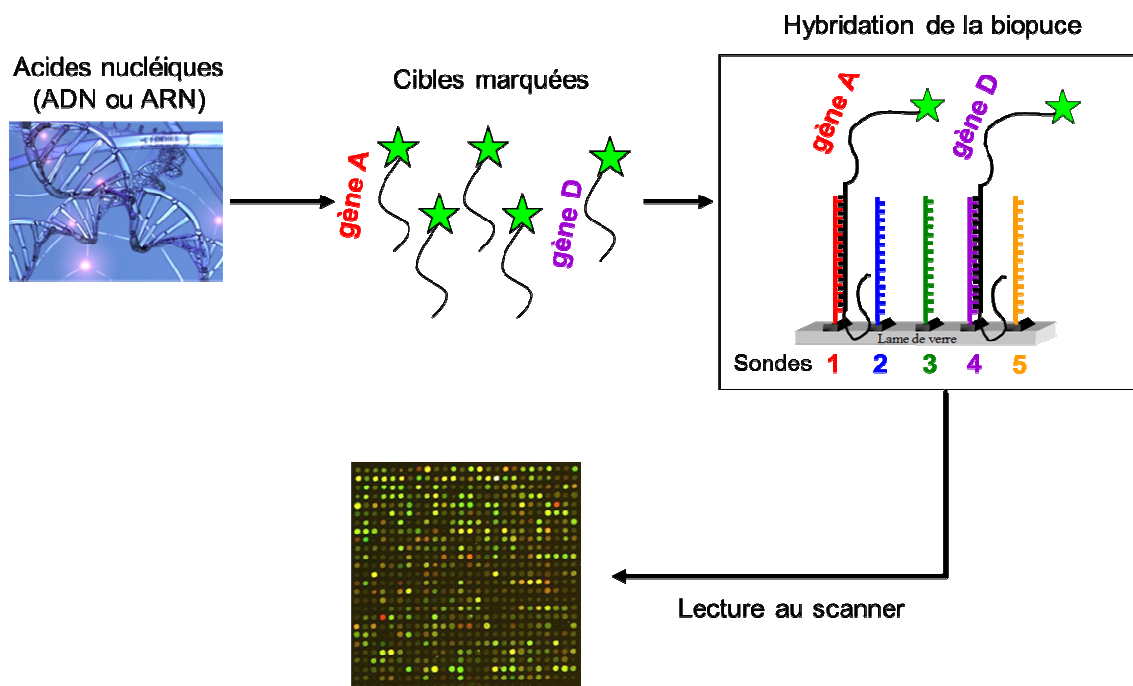 Acides nucléiques
(ADN ou ARN)
Cibles marquées
gène A
gène D
Hybridation de la biopuce
gène A
gène D
Lame de verre
Sondes 1 2 3 4 5
Lecture au scanner